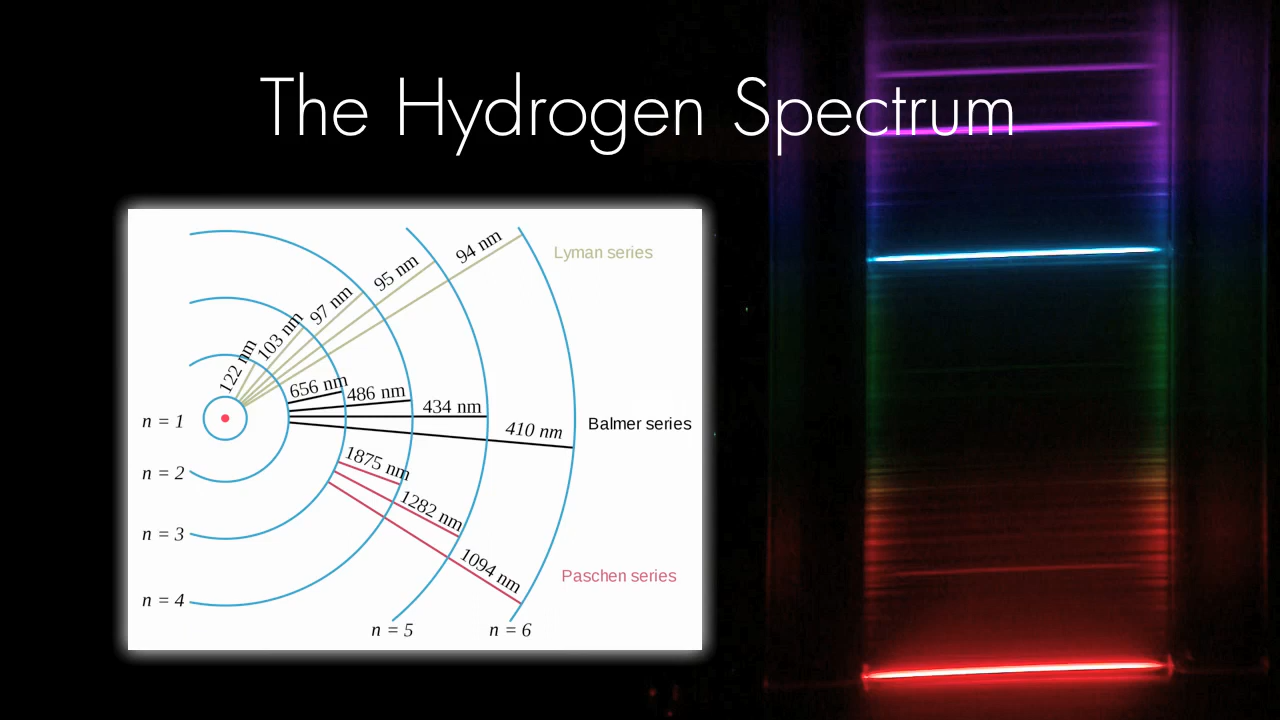 The Hydrogen Spectrum
94 nm
Lyman series
95 nm
97 nm
103 nm
122 nm
656 nm
486 nm
434 nm
n = 1
410 nm
Balmer series
1875 nm
n = 2
1282 nm
n = 3
1094 nm
Paschen series
n = 4
n = 5
n = 6